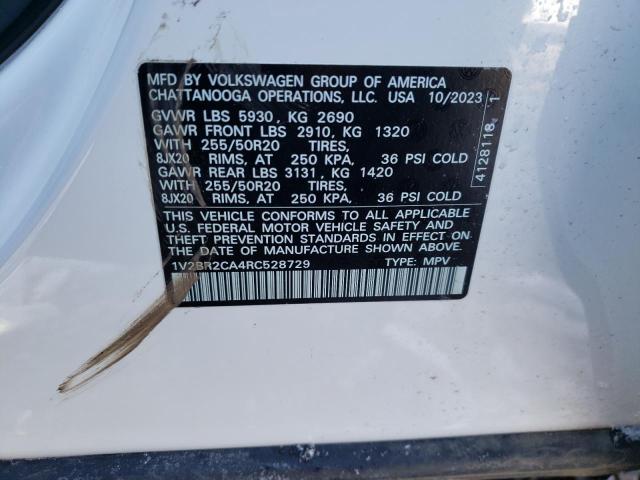 MFD BY VOLKSWAGEN GROUP OF AMERICA
CHATTANOOGA OPERATIONS, LLC. USA 10/2023
GVWR LBS 5930, KG 2690
GAWR FRONT LBS 2910, KG 1320
WITH 255/50R20 TIRES,
8JX20 RIMS, AT 250 KPA, 36 PSI COLD
GAWR REAR LBS 3131, KG 1420
WITH 255/50R20 TIRES,
8JX20 RIMS, AT 250 KPA, 36 PSI COLD
THIS VEHICLE CONFORMS TO ALL APPLICABLE
U.S. FEDERAL MOTOR VEHICLE SAFETY AND
THEFT PREVENTION STANDARDS IN EFFECT
ON THE DATE OF MANUFACTURE SHOWN ABOVE.
1V2BR2CA4RC528729 TYPE: MPV
4128118 1